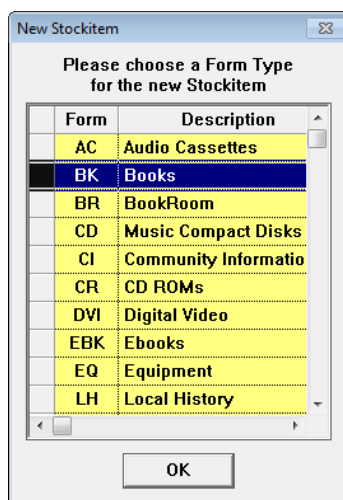 New Stockitem
Please choose a Form Type
for the new Stockitem
Form Description
AC Audio Cassettes
BK Books
BR BookRoom
CD Music Compact Disks
CI Community Informatio
CR CD ROMs
DVI Digital Video
EBK Ebooks
EQ Equipment
LH Local History
OK